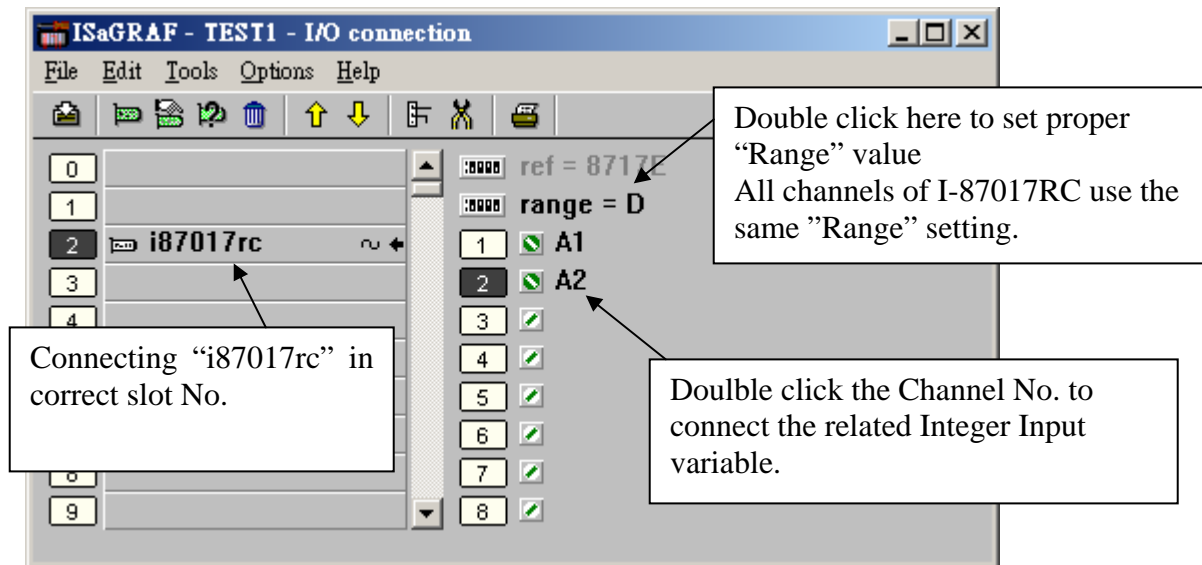 ISaGRAF - TEST1 - I/O connection
File Edit Tools Options Help
0
1
2 i87017rc
3
4
8
9
ref = 8717E
range = D
1 A1
2 A2
3
4
5
6
7
8
Double click here to set proper
“Range” value
All channels of I-87017RC use the
same ”Range” setting.
Connecting “i87017rc” in
correct slot No.
Doulble click the Channel No. to
connect the related Integer Input
variable.